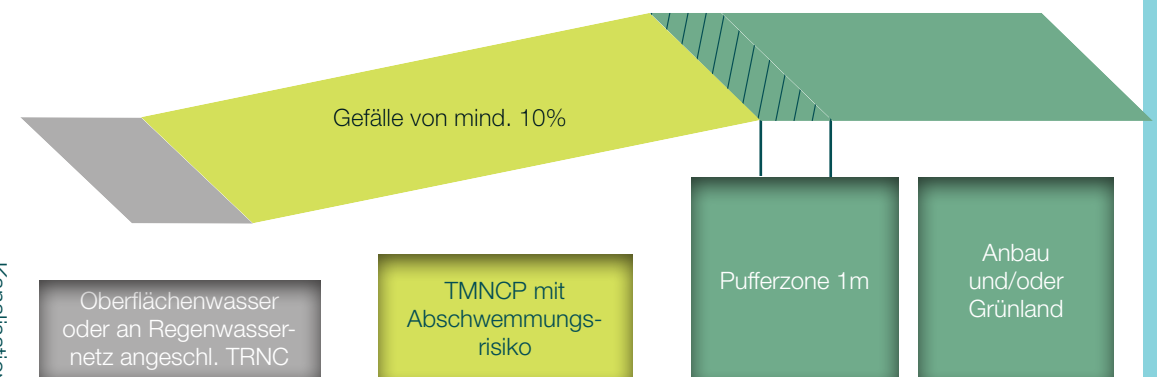 Gefälle von mind. 10%
Oberflächenwasser
oder an Regenwasser-
netz angeschl. TRNC
TMNCP mit
Abschwemmungs-
risiko
Pufferzone 1m
Anbau
und/oder
Grünland